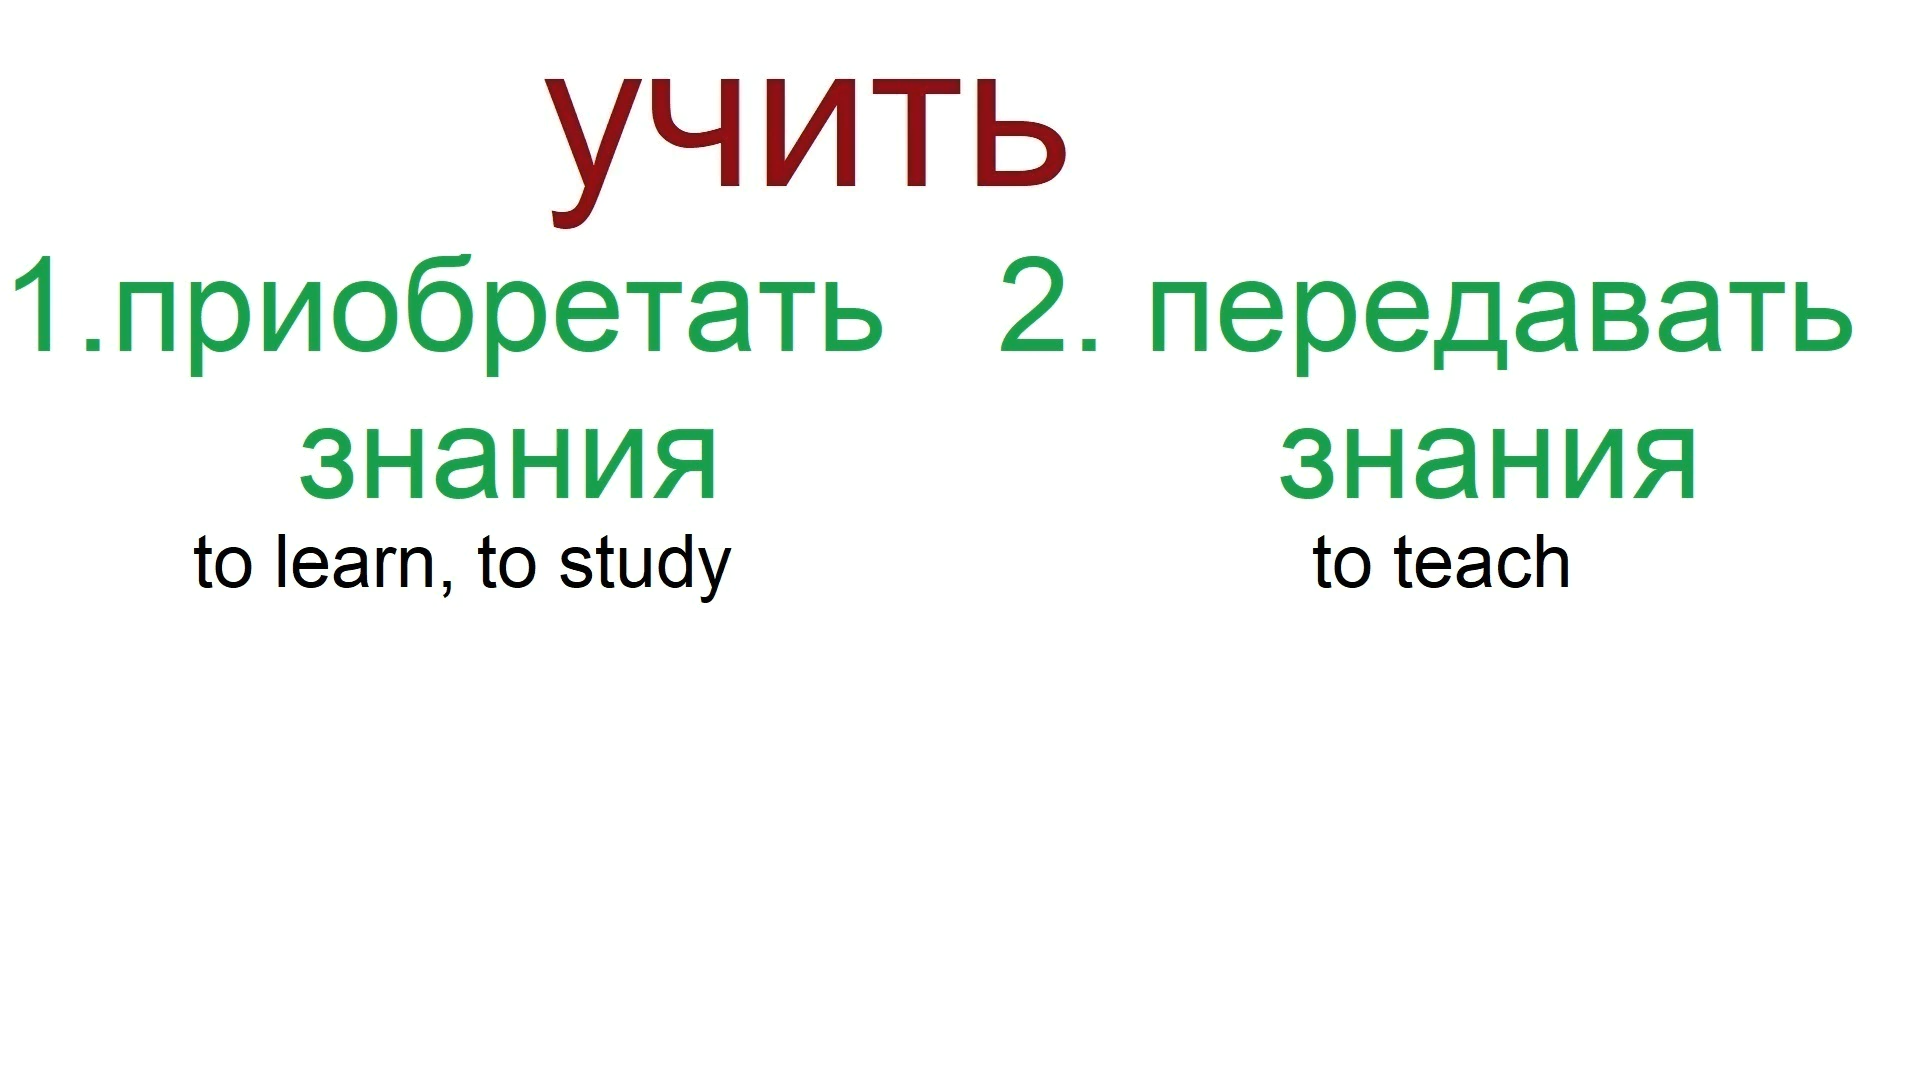 учить
1.приобретать 2. передавать
знания знания
to learn, to study to teach